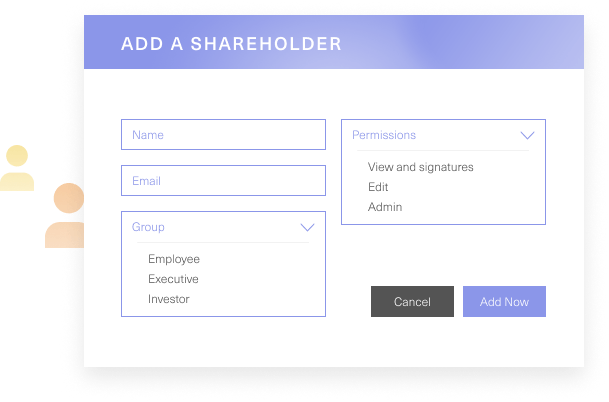 ADD A SHAREHOLDER
Name
Email
Group
Employee
Executive
Investor
Permissions
View and signatures
Edit
Admin
Cancel
Add Now